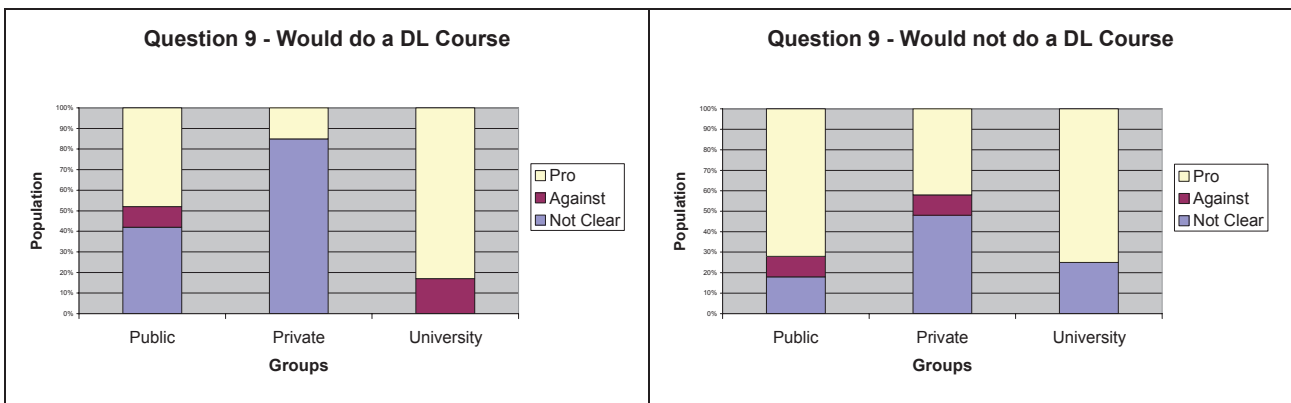 Question 9 - Would do a DL Course
100%
90%
80%
70%
60%
50%
40%
30%
20%
10%
0%
Population
Public Private University
Groups
Pro
Against
Not Clear
Question 9 - Would not do a DL Course
100%
90%
80%
70%
60%
50%
40%
30%
20%
10%
0%
Population
Public Private University
Groups
Pro
Against
Not Clear